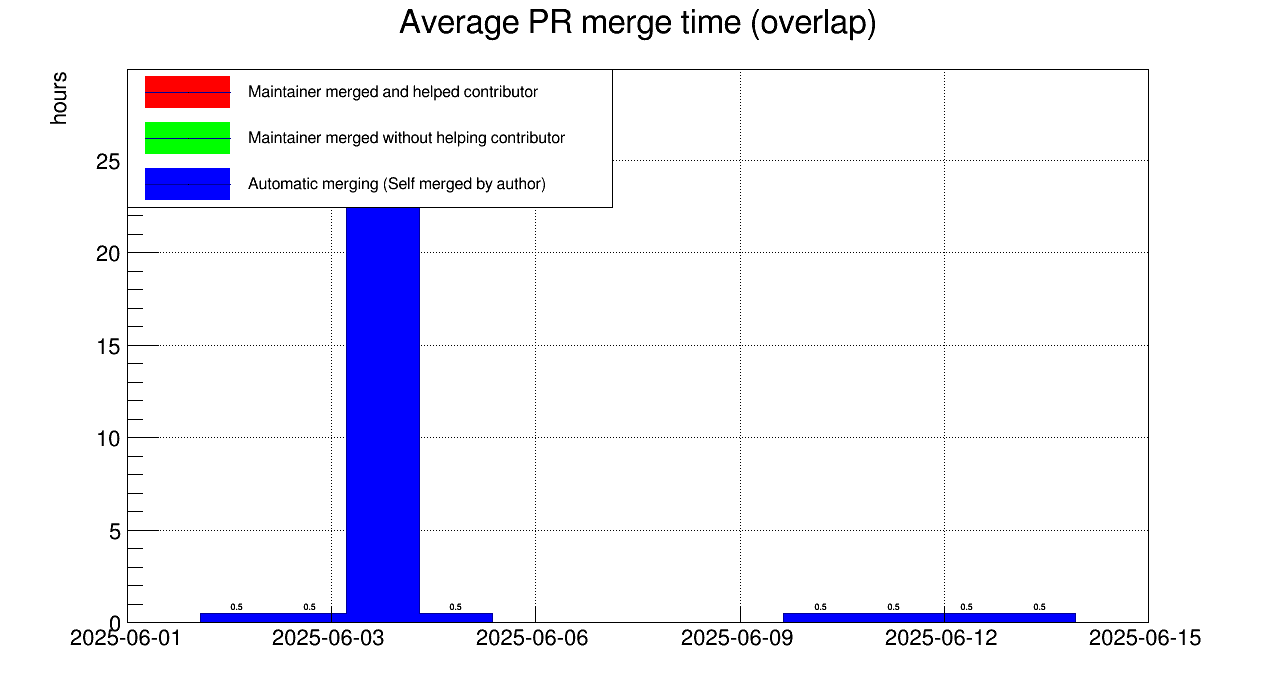 Average PR merge time (overlap)
hours
Maintainer merged and helped contributor
Maintainer merged without helping contributor
Automatic merging (Self merged by author)
25
20
15
10
5
0
0.5 0.5 0.5 0.5 0.5 0.5 0.5
2025-06-01 2025-06-03 2025-06-06 2025-06-09 2025-06-12 2025-06-15